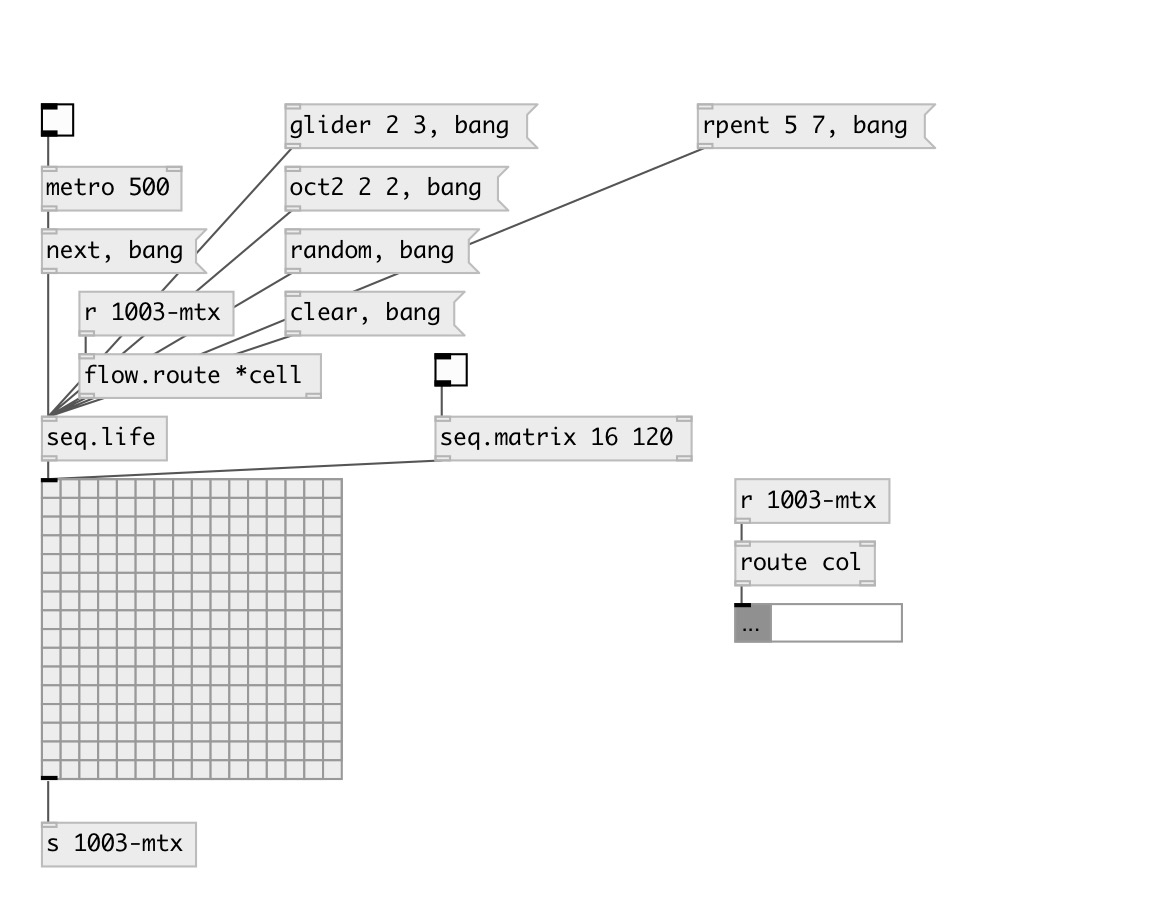 glider 2 3, bang
rpent 5 7, bang
metro 500
oct2 2 2, bang
next, bang
random, bang
r 1003-mtx
clear, bang
flow.route *cell
seq.life
seq.matrix 16 120
r 1003-mtx
route col
...
s 1003-mtx